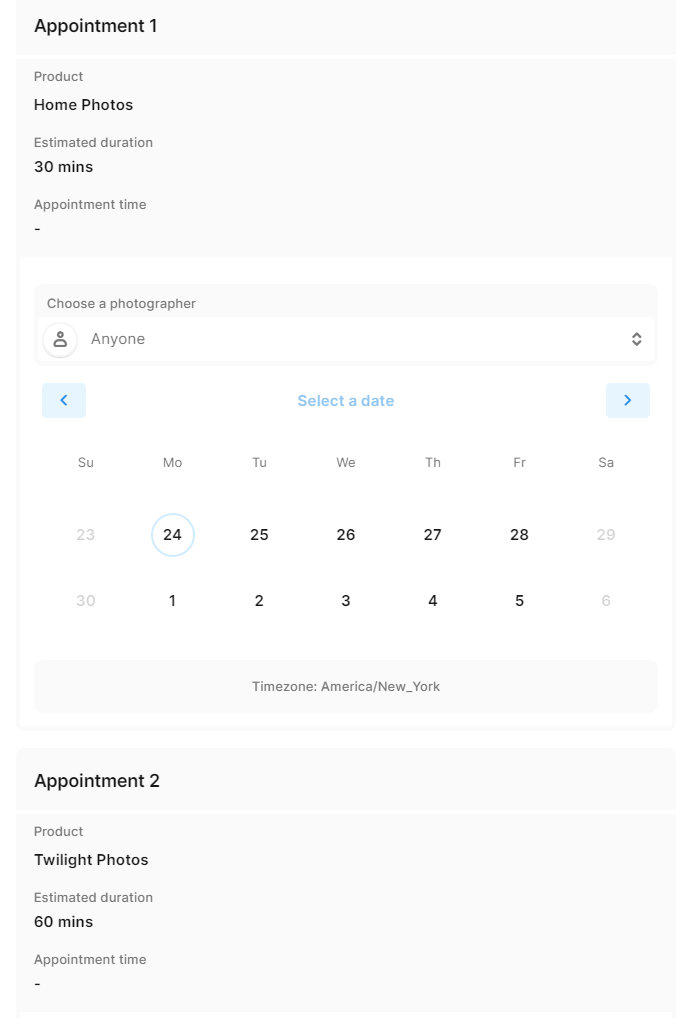 Appointment 1
Product
Home Photos
Estimated duration
30 mins
Appointment time
-
Choose a photographer
Anyone
Select a date
Su Mo Tu We Th Fr Sa
23 24 25 26 27 28 29
30 1 2 3 4 5 6
Timezone: America/New_York
Appointment 2
Product
Twilight Photos
Estimated duration
60 mins
Appointment time
-